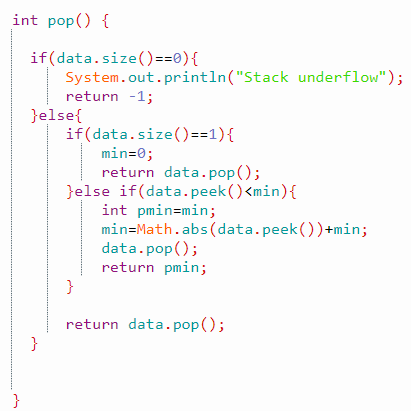 int pop() {
if(data.size()==0){
System.out.println("Stack underflow");
return -1;
}else{
if(data.size()==1){
min=0;
return data.pop();
}else if(data.peek()<min){
int pmin=min;
min=Math.abs(data.peek())+min;
data.pop();
return pmin;
}
return data.pop();
}
}